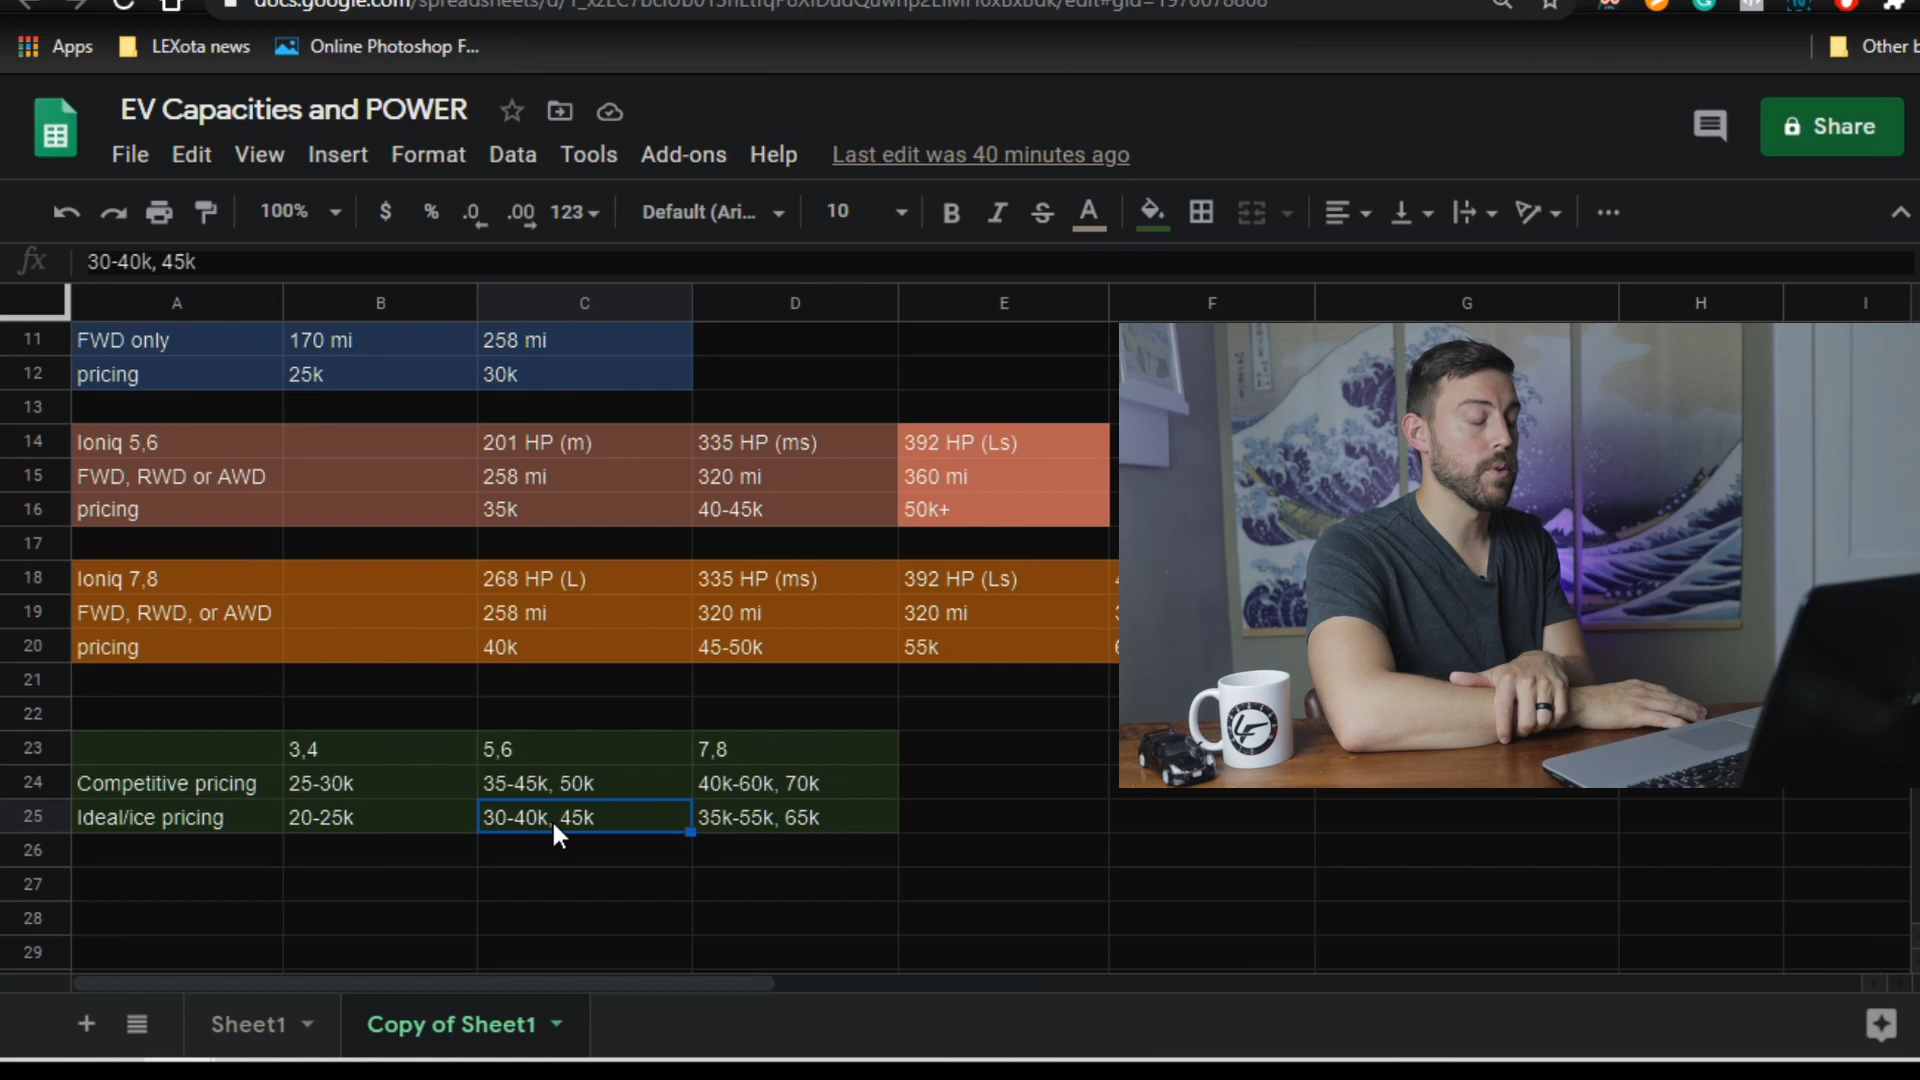 Apps
LEXota news
Online Photoshop F...
EV Capacities and POWER
Share
File Edit View Insert Format Data Tools Add-ons Help Last edit was 40 minutes ago
100% $ % .0 .00 123 Default (Ari... 10 B I S A
fx 30-40k, 45k
A B C D E F G H I
11 FWD only 170 mi 258 mi
12 pricing 25k 30k
13
14 Ioniq 5,6 201 HP (m) 335 HP (ms) 392 HP (Ls)
15 FWD, RWD or AWD 258 mi 320 mi 360 mi
16 pricing 35k 40-45k 50k+
17
18 Ioniq 7,8 268 HP (L) 335 HP (ms) 392 HP (Ls)
19 FWD, RWD, or AWD 258 mi 320 mi 320 mi
20 pricing 40k 45-50k 55k
21
22
23 3,4 5,6 7,8
24 Competitive pricing 25-30k 35-45k, 50k 40k-60k, 70k
25 Ideal/ice pricing 20-25k 30-40k, 45k 35k-55k, 65k
26
27
28
29
Sheet1 Copy of Sheet1